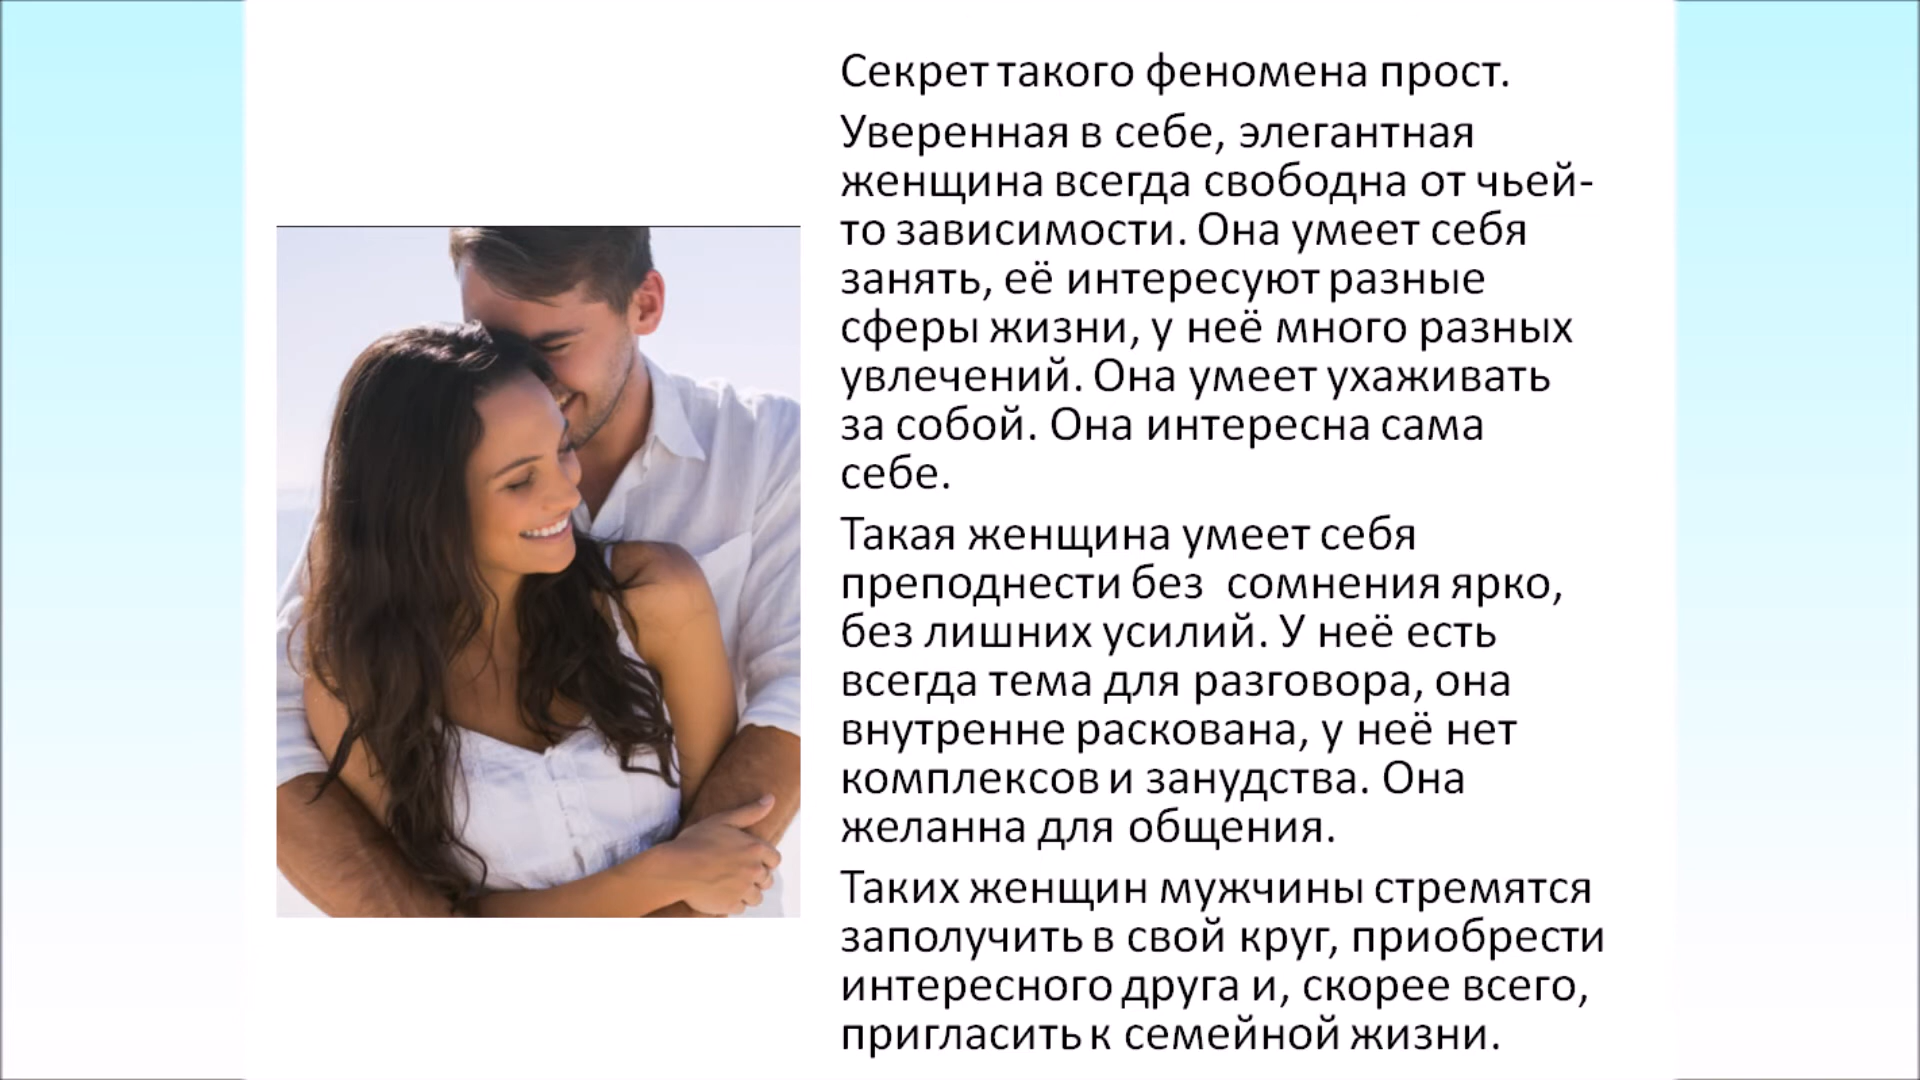 Секрет такого феномена прост.
Уверенная в себе, элегантная
женщина всегда свободна от чьей-
то зависимости. Она умеет себя
занять, её интересуют разные
сферы жизни, у неё много разных
увлечений. Она умеет ухаживать
за собой. Она интересна сама
себе.
Такая женщина умеет себя
преподнести без  сомнения ярко,
без лишних усилий. У неё есть
всегда тема для разговора, она
внутренне раскована, у неё нет
комплексов и занудства. Она
желанна для общения.
Таких женщин мужчины стремятся
заполучить в свой круг, приобрести
интересного друга и, скорее всего,
пригласить к семейной жизни.